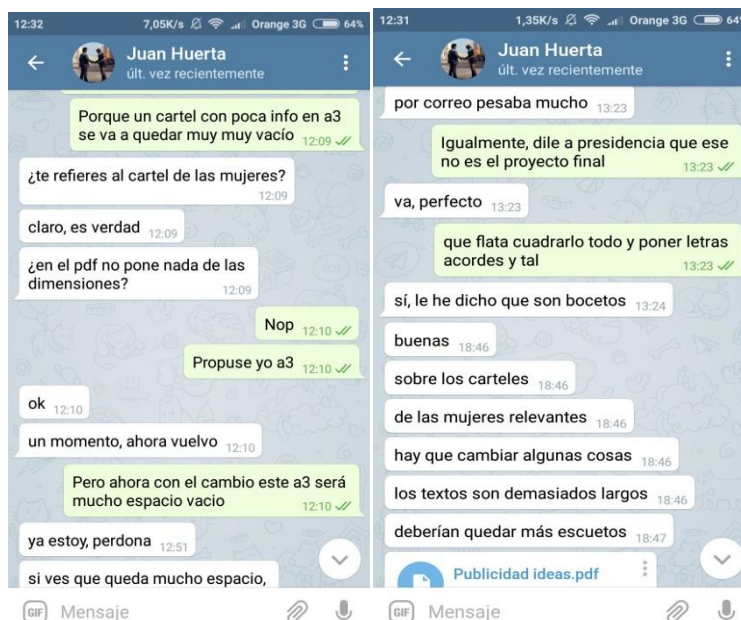 12:32
7,05K/s
Orange 3G
64%
Juan Huerta
últ. vez recientemente
Porque un cartel con poca info en a3
se va a quedar muy muy vacío 12:09
¿te refieres al cartel de las mujeres?
12:09
claro, es verdad 12:09
¿en el pdf no pone nada de las
dimensiones? 12:09
Nop 12:10
Propuse yo a3 12:10
ok 12:10
un momento, ahora vuelvo 12:10
Pero ahora con el cambio este a3 será
mucho espacio vacio 12:10
ya estoy, perdona 12:51
si ves que queda mucho espacio,
GIF Mensaje
12:31
1,35K/s
Orange 3G
64%
Juan Huerta
últ. vez recientemente
por correo pesaba mucho 13:23
Igualmente, dile a presidencia que ese
no es el proyecto final 13:23
va, perfecto 13:23
que flata cuadrarlo todo y poner letras
acordes y tal 13:23
sí, le he dicho que son bocetos 13:24
buenas 18:46
sobre los carteles 18:46
de las mujeres relevantes 18:46
hay que cambiar algunas cosas 18:46
los textos son demasiados largos 18:46
deberían quedar más escuetos 18:47
Publicidad ideas.pdf
GIF Mensaje